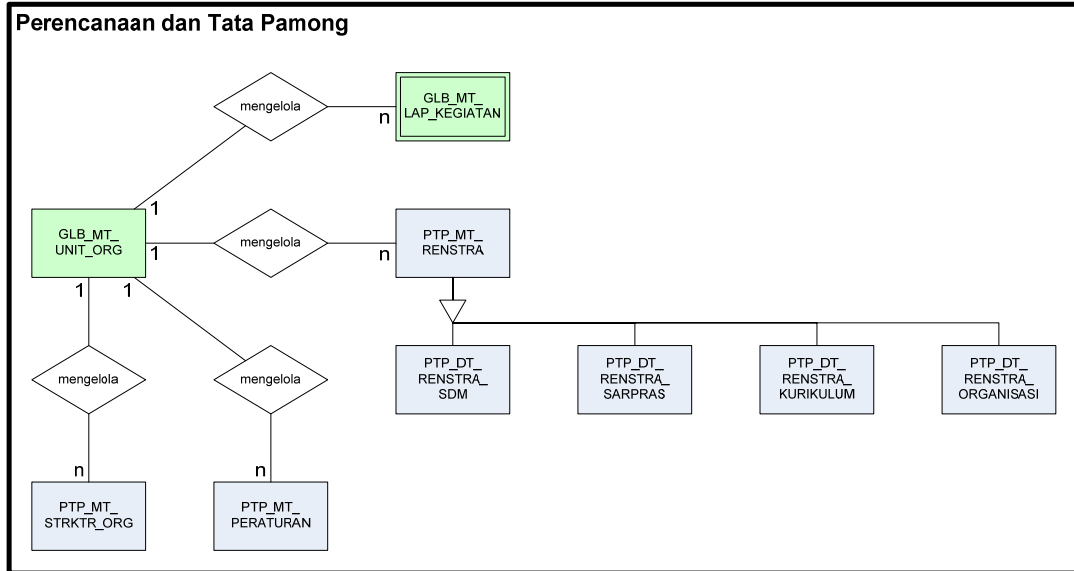 Perencanaan dan Tata Pamong
mengelola
n
GLB_MT_
LAP_KEGIATAN
1
GLB_MT_
UNIT_ORG
1
mengelola
n
PTP_MT_
RENSTRA
1
1
mengelola
mengelola
PTP_DT_
RENSTRA_
SDM
PTP_DT_
RENSTRA_
SARPRAS
PTP_DT_
RENSTRA_
KURIKULUM
PTP_DT_
RENSTRA_
ORGANISASI
n
n
PTP_MT_
STRKTR_ORG
PTP_MT_
PERATURAN